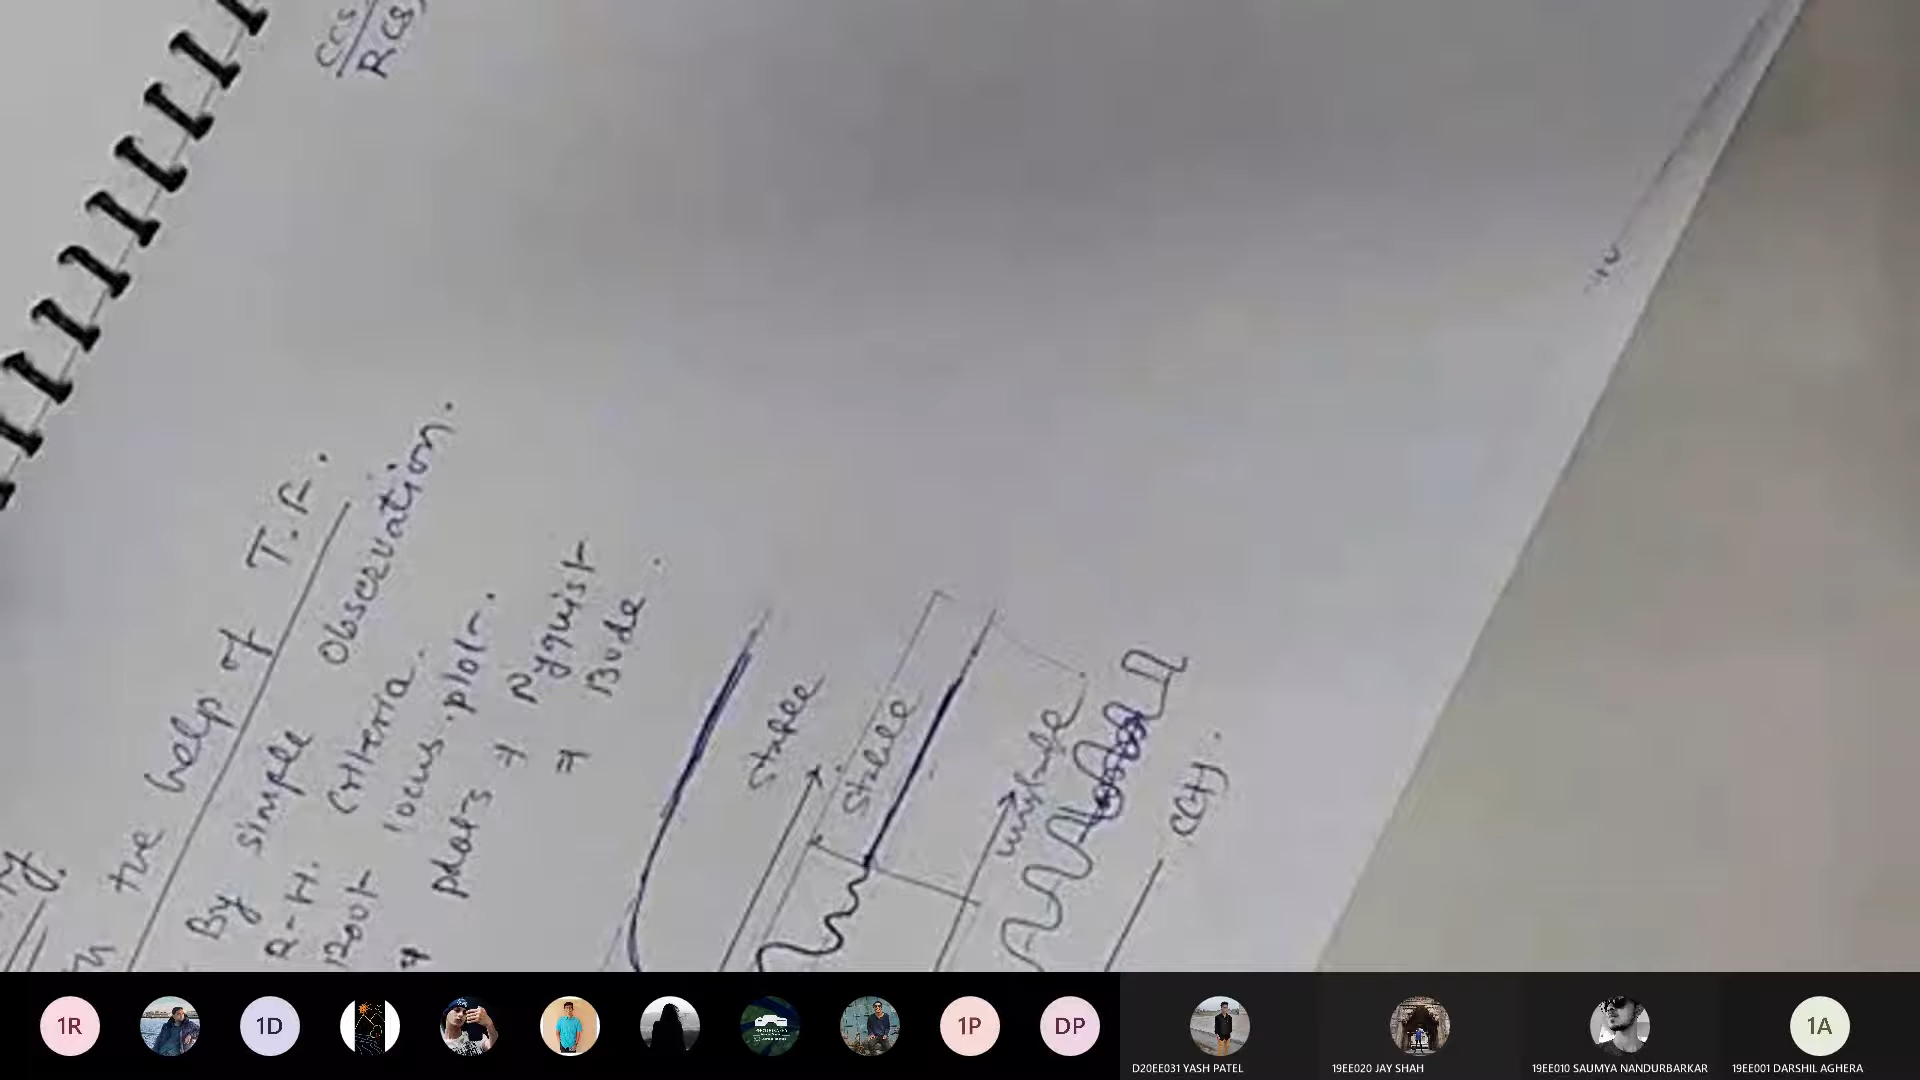 C(s)
R(s)
the help of T.F.
By simple observation.
R-H. criteria.
Root locus plot.
plots → Nyquist
→ Bode.
stable
stable
unstable
c(t).
1R
1D
1P
DP
D20EE031 YASH PATEL
19EE020 JAY SHAH
19EE010 SAUMYA NANDURBARKAR
1A
19EE001 DARSHIL AGHERA